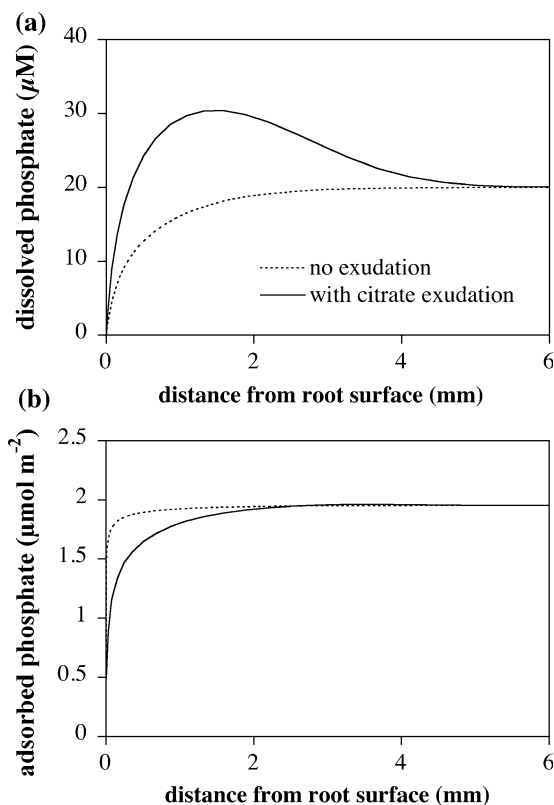 (a)
dissolved phosphate (µM)
40
30
20
10
0
no exudation
with citrate exudation
0 2 4 6
distance from root surface (mm)
(b)
adsorbed phosphate (µmol m⁻²)
2.5
2
1.5
1
0.5
0
0 2 4 6
distance from root surface (mm)